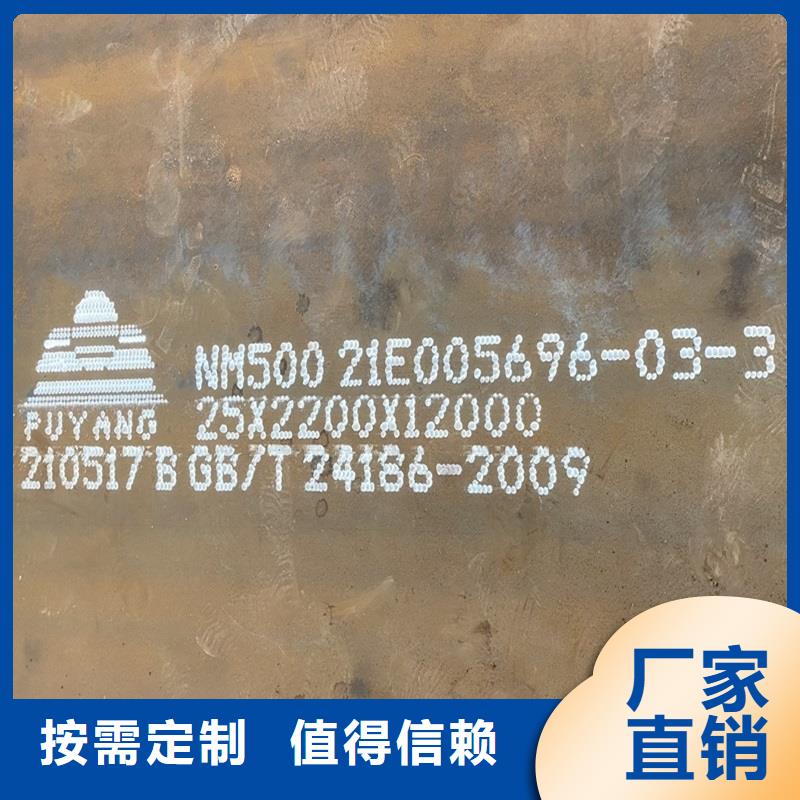 NM500 21E005696-03-3
FUYANG 25X2200X12000
210517B GB/T 24186-2009
厂家
直销
按需定制 值得信赖